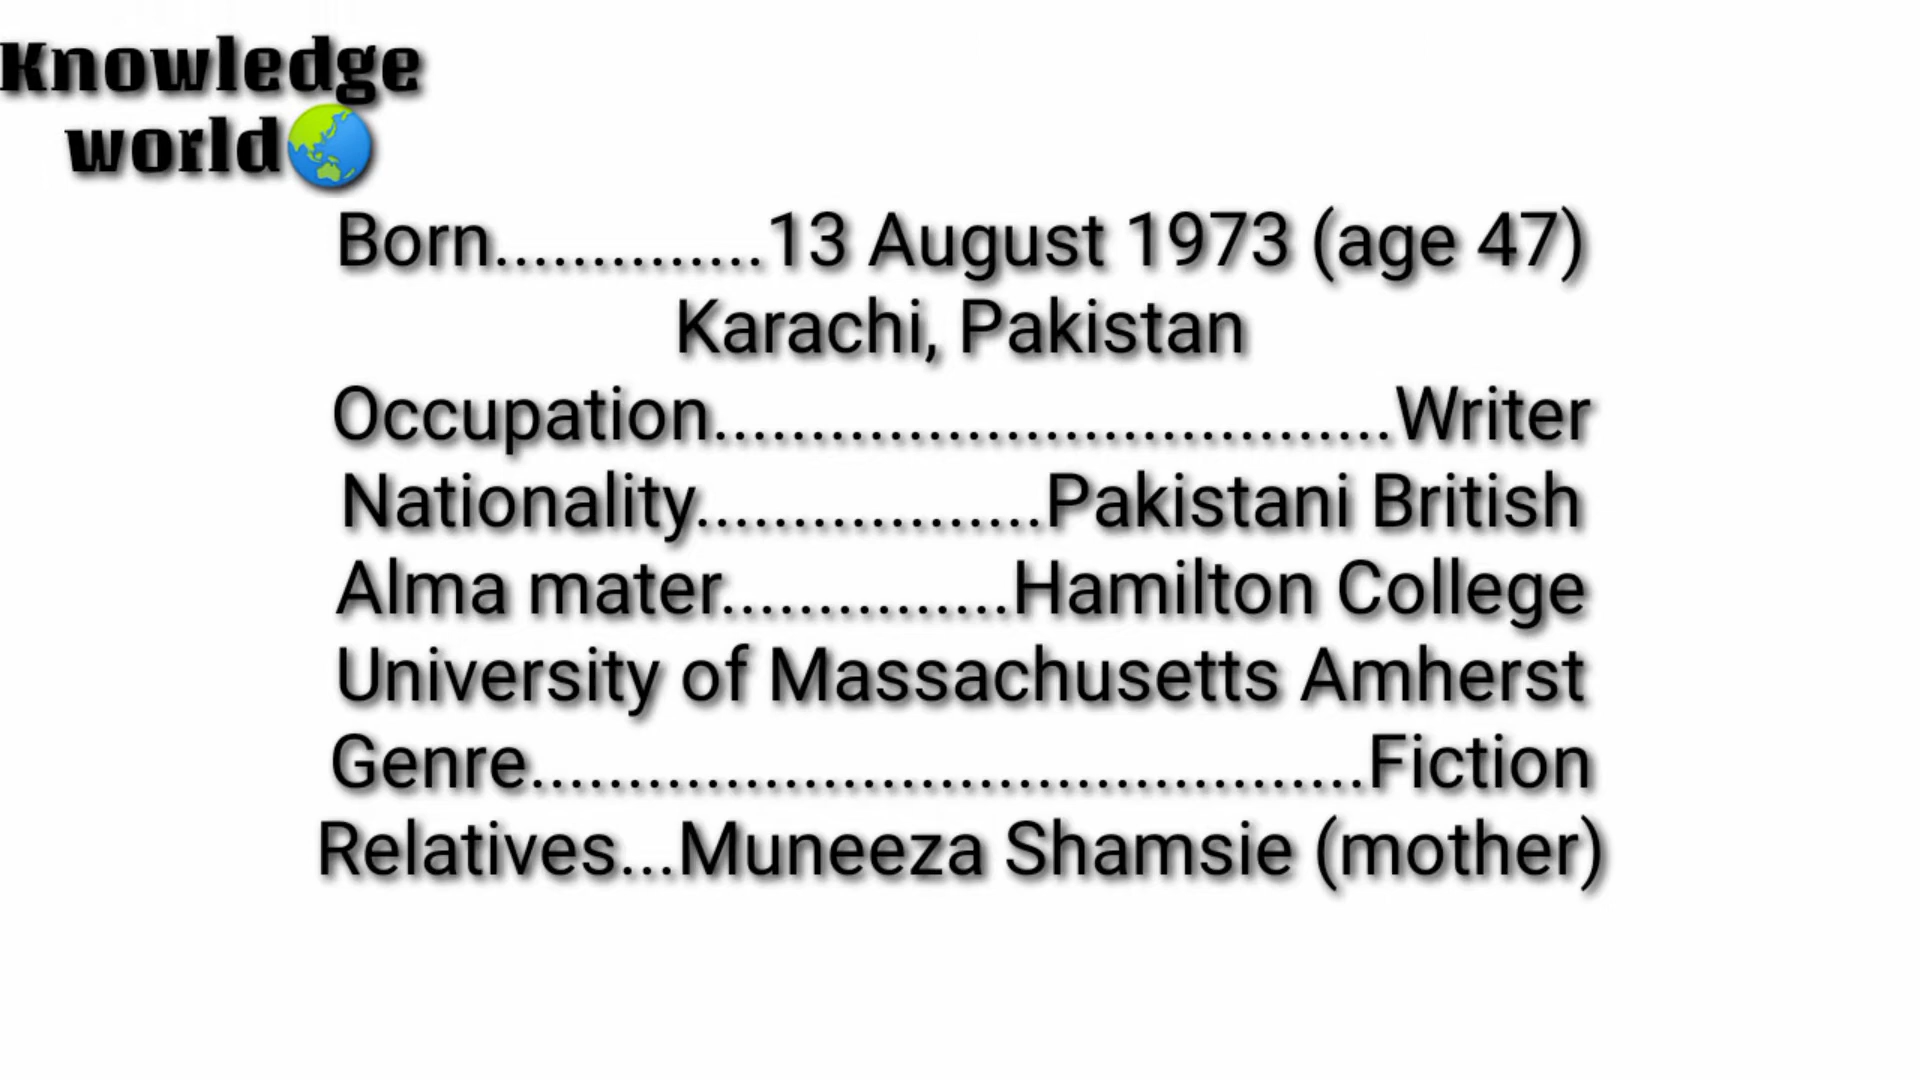 Knowledge
world
Born..............13 August 1973 (age 47)
Karachi, Pakistan
Occupation...................................Writer
Nationality..................Pakistani British
Alma mater...............Hamilton College
University of Massachusetts Amherst
Genre...........................................Fiction
Relatives...Muneeza Shamsie (mother)